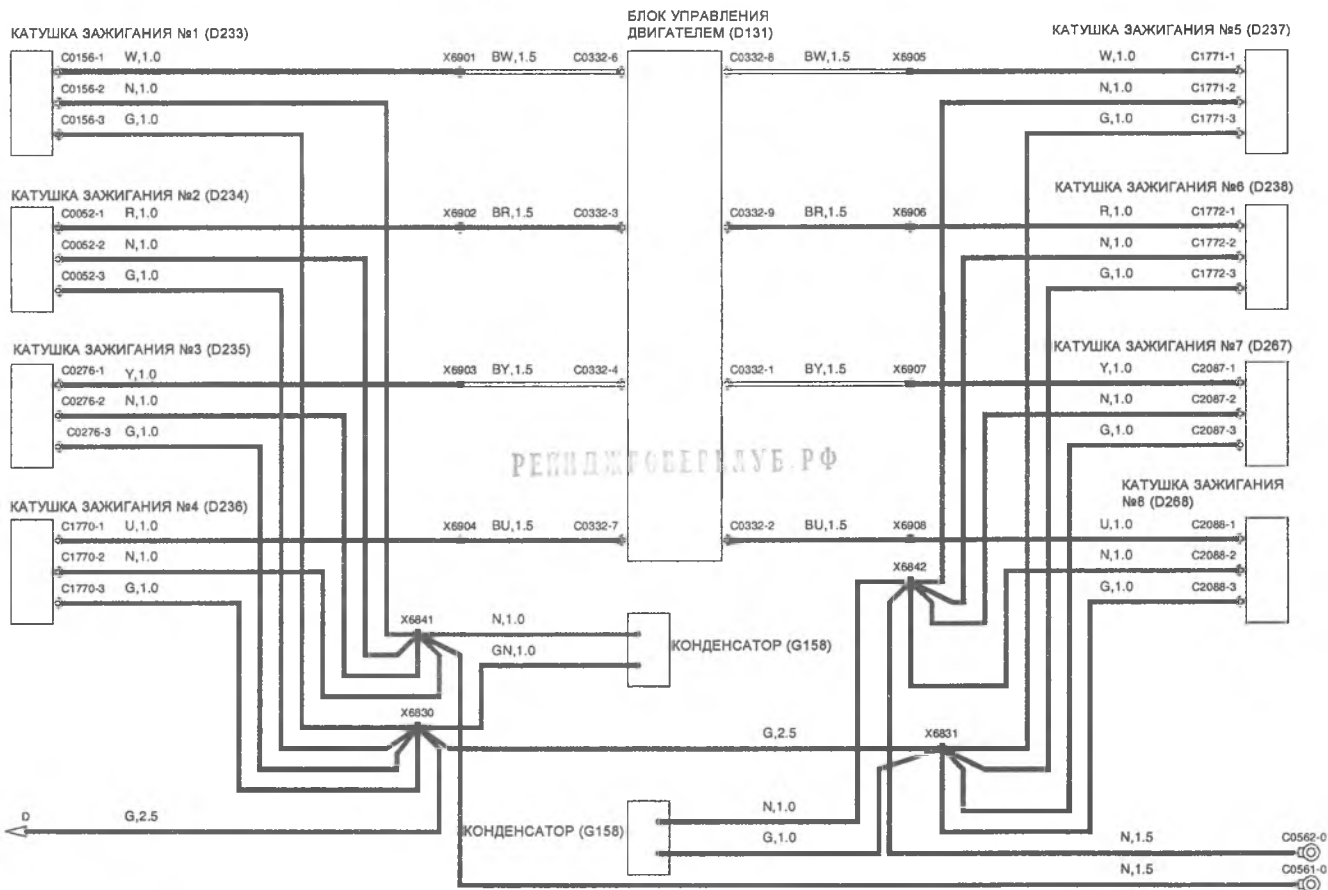 КАТУШКА ЗАЖИГАНИЯ №1 (D233)
C0156-1 W,1.0
C0156-2 N,1.0
C0156-3 G,1.0
X6901 BW,1.5 C0332-6
БЛОК УПРАВЛЕНИЯ
ДВИГАТЕЛЕМ (D131)
C0332-8 BW,1.5 X6905
КАТУШКА ЗАЖИГАНИЯ №5 (D237)
W,1.0 C1771-1
N,1.0 C1771-2
G,1.0 C1771-3
КАТУШКА ЗАЖИГАНИЯ №2 (D234)
C0052-1 R,1.0
C0052-2 N,1.0
C0052-3 G,1.0
X6902 BR,1.5 C0332-3
C0332-9 BR,1.5 X6906
КАТУШКА ЗАЖИГАНИЯ №6 (D238)
R,1.0 C1772-1
N,1.0 C1772-2
G,1.0 C1772-3
КАТУШКА ЗАЖИГАНИЯ №3 (D235)
C0276-1 Y,1.0
C0276-2 N,1.0
C0276-3 G,1.0
X6903 BY,1.5 C0332-4
C0332-1 BY,1.5 X6907
КАТУШКА ЗАЖИГАНИЯ №7 (D267)
Y,1.0 C2087-1
N,1.0 C2087-2
G,1.0 C2087-3
РЕЙНДЖРОВЕРКЛУБ.РФ
КАТУШКА ЗАЖИГАНИЯ №4 (D236)
C1770-1 U,1.0
C1770-2 N,1.0
C1770-3 G,1.0
X6904 BU,1.5 C0332-7
C0332-2 BU,1.5 X6908
КАТУШКА ЗАЖИГАНИЯ
№8 (D268)
U,1.0 C2088-1
N,1.0 C2088-2
G,1.0 C2088-3
X6842
X6841
N,1.0
GN,1.0
КОНДЕНСАТОР (G158)
X6830
G,2.5
X6831
D G,2.5
КОНДЕНСАТОР (G158)
N,1.0
G,1.0
N,1.5 C0562-0
N,1.5 C0561-0